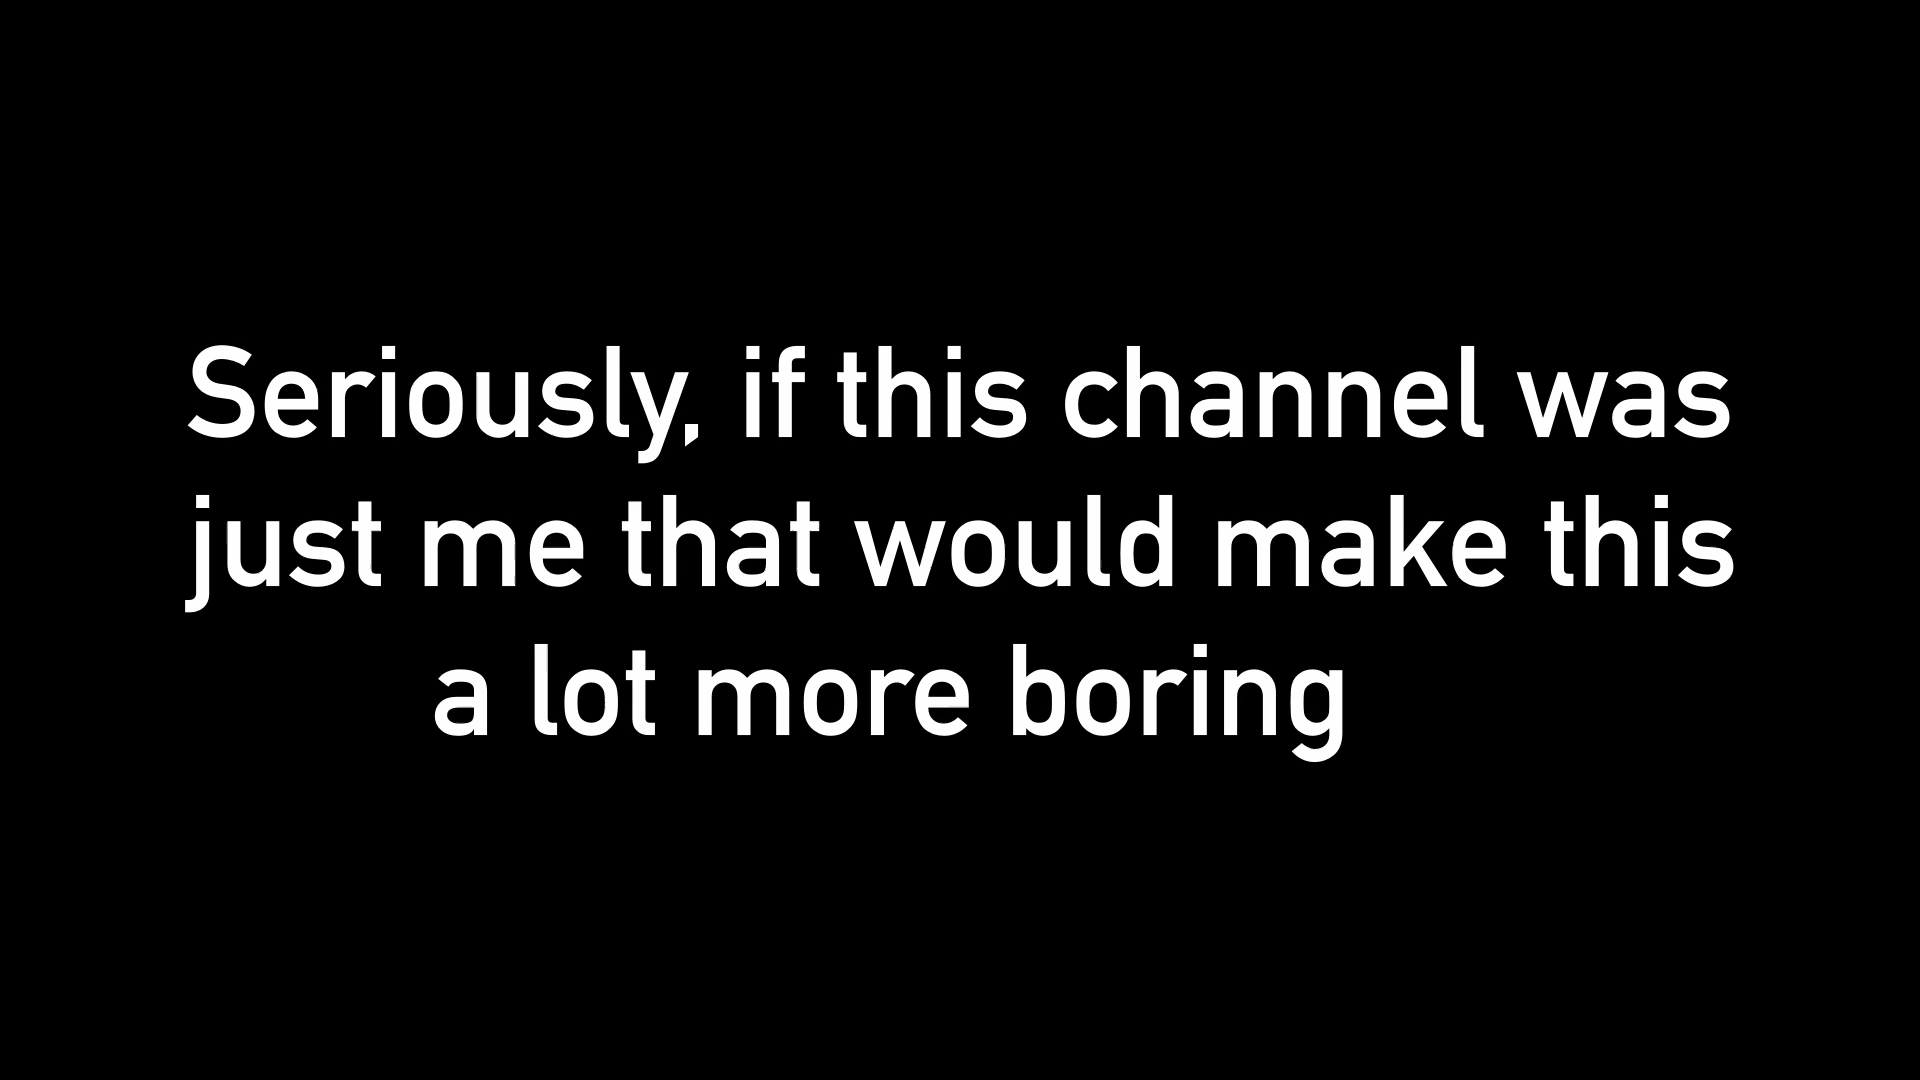 Seriously, if this channel was
just me that would make this
a lot more boring